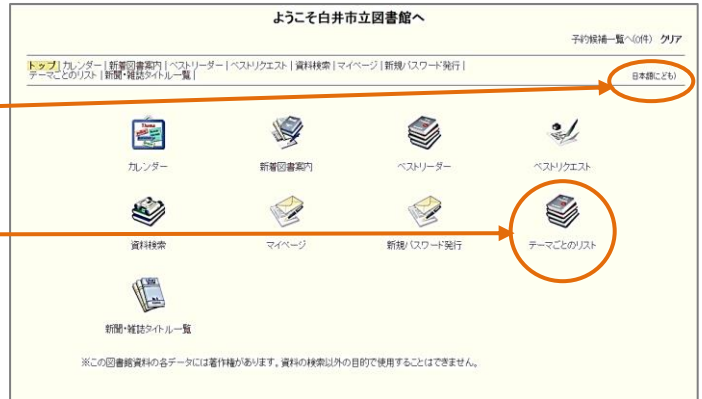 ようこそ白井市立図書館へ
予約候補一覧へ(0件) クリア
トップ | カレンダー | 新着図書案内 | ベストリーダー | ベストリクエスト | 資料検索 | マイページ | 新規パスワード発行 |
テーマごとのリスト | 新聞・雑誌タイトル一覧 |
日本語(こども)
カレンダー 新着図書案内 ベストリーダー ベストリクエスト
資料検索 マイページ 新規パスワード発行 テーマごとのリスト
新聞・雑誌タイトル一覧
※この図書館資料の各データには著作権があります。資料の検索以外の目的で使用することはできません。